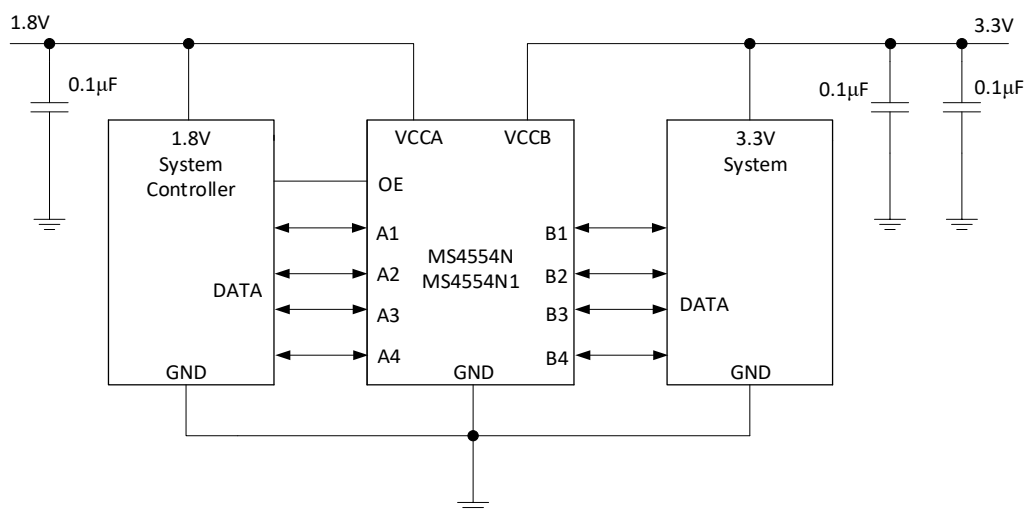 1.8V
3.3V
0.1μF
0.1μF
0.1μF
1.8V
System
Controller
DATA
GND
VCCA
VCCB
OE
A1
A2
A3
A4
MS4554N
MS4554N1
B1
B2
B3
B4
GND
3.3V
System
DATA
GND